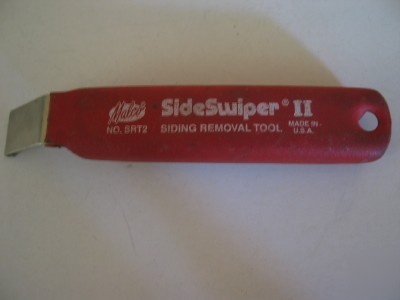 Malco SideSwiper® II
NO. SRT2 SIDING REMOVAL TOOL MADE IN U.S.A.